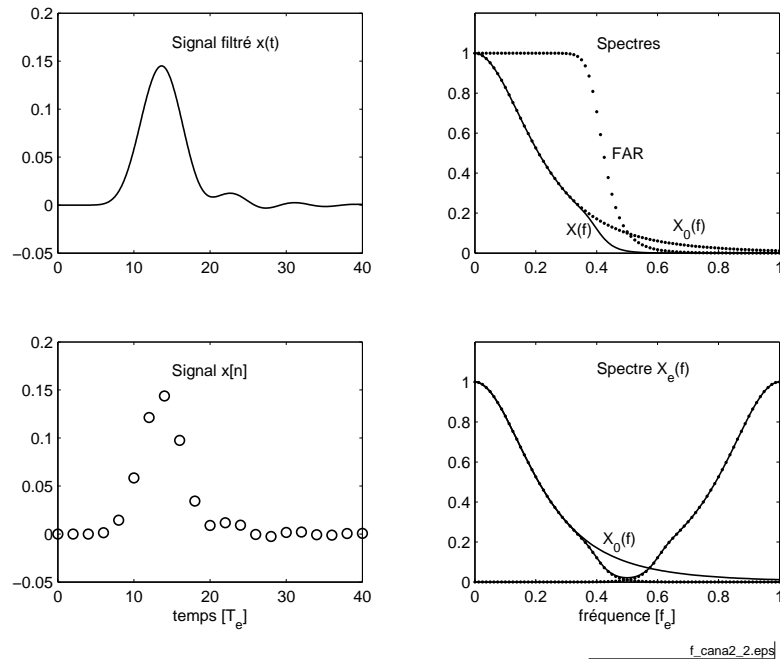 Signal filtré x(t)
0.2
0.15
0.1
0.05
0
−0.05
0 10 20 30 40
Spectres
FAR
X(f)
X0(f)
1
0.8
0.6
0.4
0.2
0
0 0.2 0.4 0.6 0.8 1
Signal x[n]
0.2
0.15
0.1
0.05
0
−0.05
0 10 20 30 40
temps [Te]
Spectre Xe(f)
X0(f)
1
0.8
0.6
0.4
0.2
0
0 0.2 0.4 0.6 0.8 1
fréquence [fe]
f_cana2_2.eps